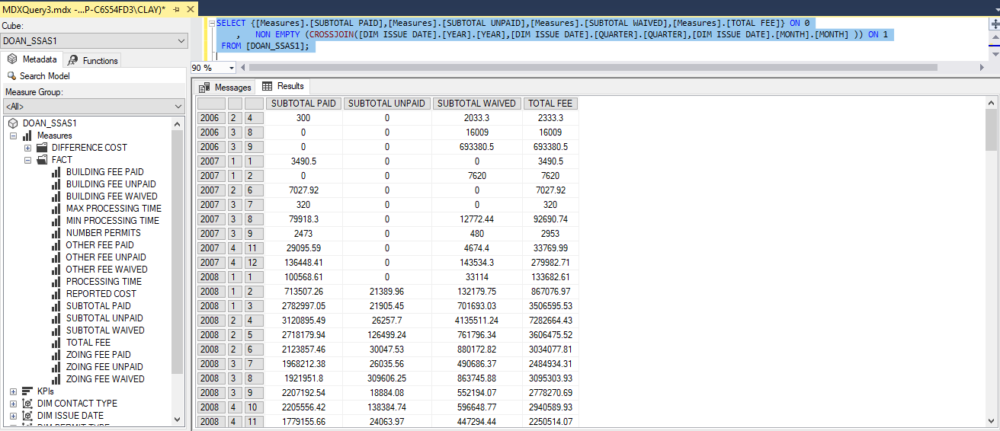 MDXQuery3.mdx -...P-C6S54FD3\CLAY)*
Cube:
DOAN_SSAS1
Metadata
Functions
Search Model
Measure Group:
<All>
DOAN_SSAS1
Measures
DIFFERENCE COST
FACT
BUILDING FEE PAID
BUILDING FEE UNPAID
BUILDING FEE WAIVED
MAX PROCESSING TIME
MIN PROCESSING TIME
NUMBER PERMITS
OTHER FEE PAID
OTHER FEE UNPAID
OTHER FEE WAIVED
PROCESSING TIME
REPORTED COST
SUBTOTAL PAID
SUBTOTAL UNPAID
SUBTOTAL WAIVED
TOTAL FEE
ZOING FEE PAID
ZOING FEE UNPAID
ZOING FEE WAIVED
KPIs
DIM CONTACT TYPE
DIM ISSUE DATE
DIM PERMIT TYPE
SELECT {[Measures].[SUBTOTAL PAID],[Measures].[SUBTOTAL UNPAID],[Measures].[SUBTOTAL WAIVED],[Measures].[TOTAL FEE]} ON 0
, NON EMPTY (CROSSJOIN([DIM ISSUE DATE].[YEAR].[YEAR],[DIM ISSUE DATE].[QUARTER].[QUARTER],[DIM ISSUE DATE].[MONTH].[MONTH] )) ON 1
FROM [DOAN_SSAS1];
90 %
Messages
Results
SUBTOTAL PAID SUBTOTAL UNPAID SUBTOTAL WAIVED TOTAL FEE
2006 2 4 300 0 2033.3 2333.3
2006 3 8 0 0 16009 16009
2006 3 9 0 0 693380.5 693380.5
2007 1 1 3490.5 0 0 3490.5
2007 1 2 0 0 7620 7620
2007 2 6 7027.92 0 0 7027.92
2007 3 7 320 0 0 320
2007 3 8 79918.3 0 12772.44 92690.74
2007 3 9 2473 0 480 2953
2007 4 11 29095.59 0 4674.4 33769.99
2007 4 12 136448.41 0 143534.3 279982.71
2008 1 1 100568.61 0 33114 133682.61
2008 1 2 713507.26 21389.96 132179.75 867076.97
2008 1 3 2782997.05 21905.45 701693.03 3506595.53
2008 2 4 3120895.49 26257.7 4135511.24 7282664.43
2008 2 5 2718179.94 126499.24 761796.34 3606475.52
2008 2 6 2123857.46 30047.53 880172.82 3034077.81
2008 3 7 1968212.38 26035.56 490686.37 2484934.31
2008 3 8 1921951.8 309606.25 863745.88 3095303.93
2008 3 9 2207192.54 18884.08 552194.07 2778270.69
2008 4 10 2205556.42 138384.74 596648.77 2940589.93
2008 4 11 1779155.66 24063.97 447294.44 2250514.07